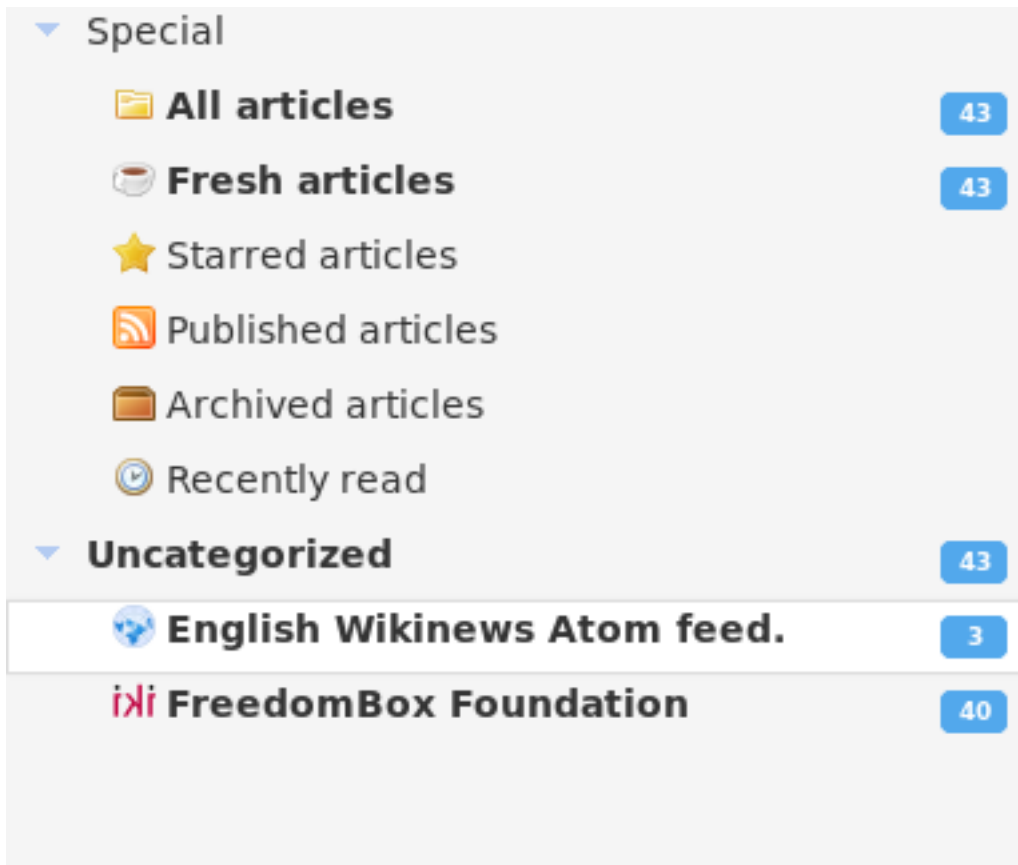 Special
All articles 43
Fresh articles 43
Starred articles
Published articles
Archived articles
Recently read
Uncategorized 43
English Wikinews Atom feed. 3
FreedomBox Foundation 40